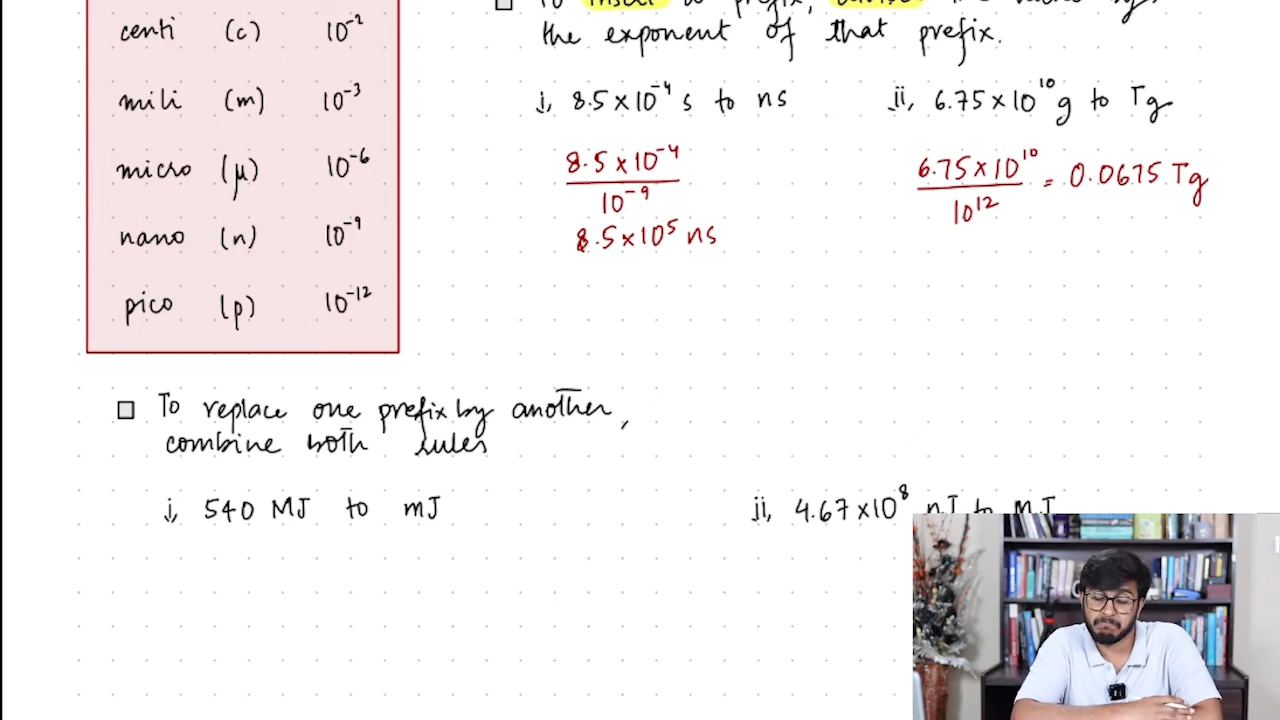 centi (c) 10⁻²
mili (m) 10⁻³
micro (μ) 10⁻⁶
nano (n) 10⁻⁹
pico (p) 10⁻¹²
the exponent of that prefix.
i, 8.5 × 10⁻⁴ s to ns
8.5 × 10⁻⁴
10⁻⁹
8.5 × 10⁵ ns
ii, 6.75 × 10¹⁰ g to Tg
6.75 × 10¹⁰ = 0.0675 Tg
10¹²
To replace one prefix by another,
combine both rules
i, 540 MJ to mJ
ii, 4.67 × 10⁸ nJ to mJ